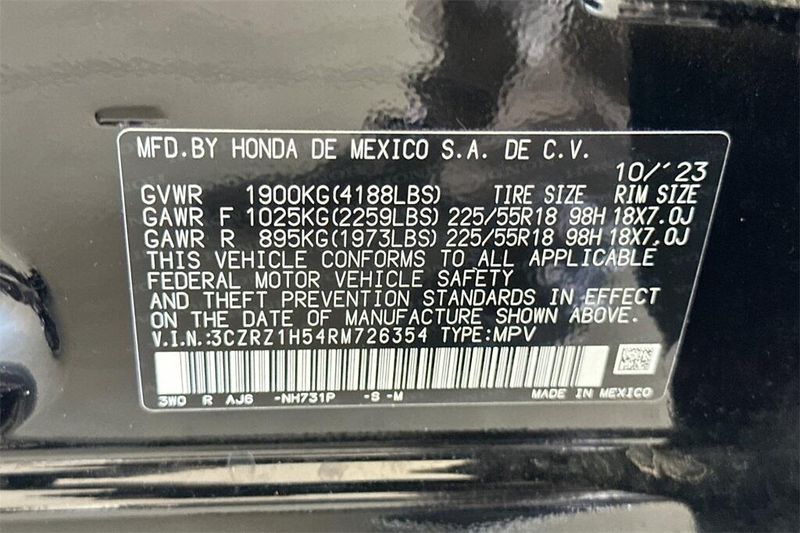 MFD.BY HONDA DE MEXICO S.A. DE C.V.
10/'23
GVWR 1900KG(4188LBS) TIRE SIZE RIM SIZE
GAWR F 1025KG(2259LBS) 225/55R18 98H 18X7.0J
GAWR R 895KG(1973LBS) 225/55R18 98H 18X7.0J
THIS VEHICLE CONFORMS TO ALL APPLICABLE
FEDERAL MOTOR VEHICLE SAFETY
AND THEFT PREVENTION STANDARDS IN EFFECT
ON THE DATE OF MANUFACTURE SHOWN ABOVE.
V.I.N.:3CZRZ1H54RM726354 TYPE:MPV
3W0 R AJ6 -NH731P -S -M MADE IN MEXICO